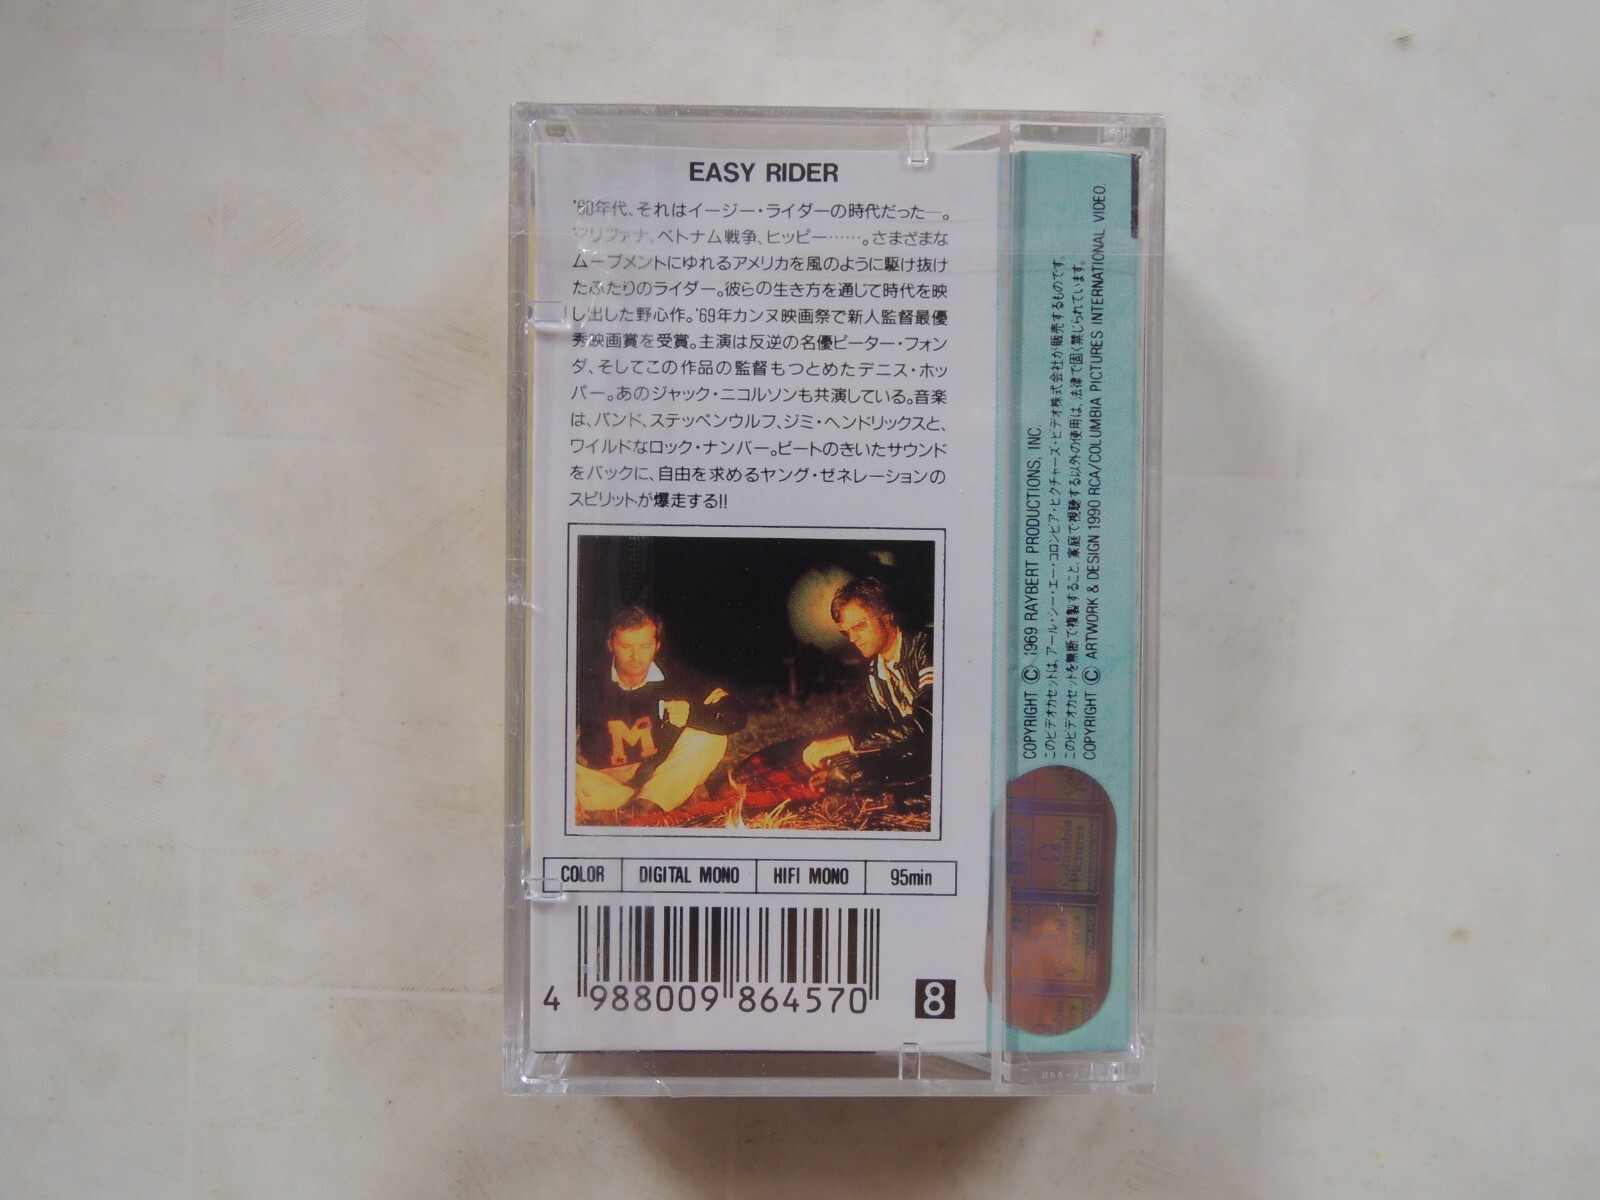 EASY RIDER
'60年代、それはイージー・ライダーの時代だった—。
マリファナ、ベトナム戦争、ヒッピー……。さまざまな
ムーブメントにゆれるアメリカを風のように駆け抜け
たふたりのライダー。彼らの生き方を通じて時代を映
し出した野心作。'69年カンヌ映画祭で新人監督最優
秀映画賞を受賞。主演は反逆の名優ピーター・フォン
ダ、そしてこの作品の監督もつとめたデニス・ホッ
パー。あのジャック・ニコルソンも共演している。音楽
は、バンド、ステッペンウルフ、ジミ・ヘンドリックスと、
ワイルドなロック・ナンバー。ビートのきいたサウンド
をバックに、自由を求めるヤング・ゼネレーションの
スピリットが爆走する!!
M
COLOR DIGITAL MONO HIFI MONO 95min
4 988009 864570
8
COPYRIGHT © 1969 RAYBERT PRODUCTIONS, INC.
このビデオカセットは、アール・シー・エー・コロンビア・ピクチャーズ・ビデオ株式会社が販売するものです。
このビデオカセットを無断で複製すること、家庭で視聴する以外の使用は、法律で固く禁じられています。
COPYRIGHT © ARTWORK & DESIGN 1990 RCA/COLUMBIA PICTURES INTERNATIONAL VIDEO.
Columbia
Pictures